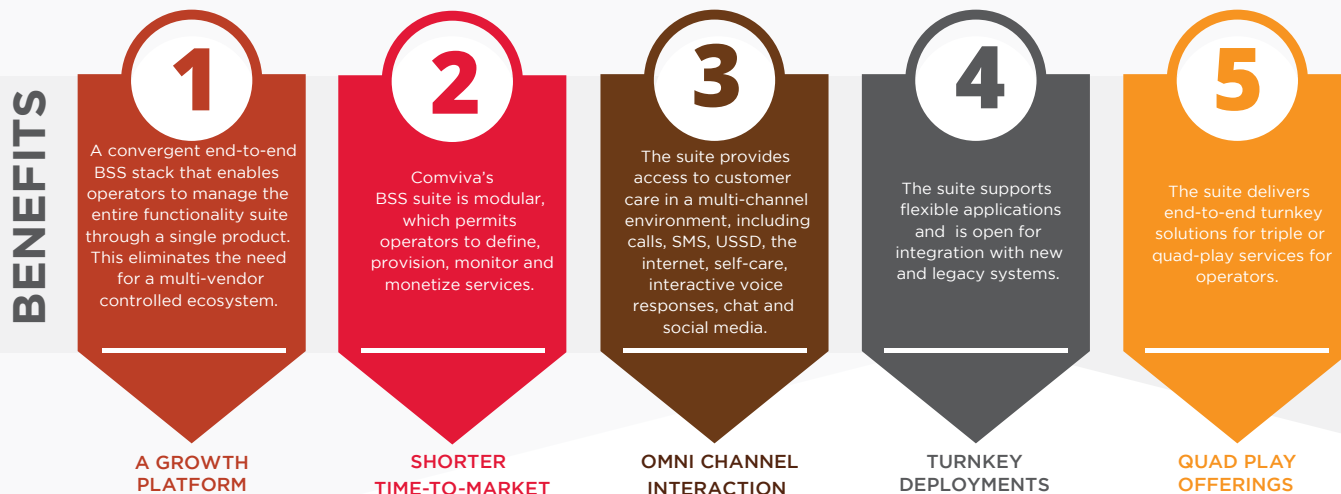 BENEFITS
1
A convergent end-to-end
BSS stack that enables
operators to manage the
entire functionality suite
through a single product.
This eliminates the need
for a multi-vendor
controlled ecosystem.
A GROWTH
PLATFORM
2
Comviva's
BSS suite is modular,
which permits
operators to define,
provision, monitor and
monetize services.
SHORTER
TIME-TO-MARKET
3
The suite provides
access to customer
care in a multi-channel
environment, including
calls, SMS, USSD, the
internet, self-care,
interactive voice
responses, chat and
social media.
OMNI CHANNEL
INTERACTION
4
The suite supports
flexible applications
and is open for
integration with new
and legacy systems.
TURNKEY
DEPLOYMENTS
5
The suite delivers
end-to-end turnkey
solutions for triple or
quad-play services for
operators.
QUAD PLAY
OFFERINGS